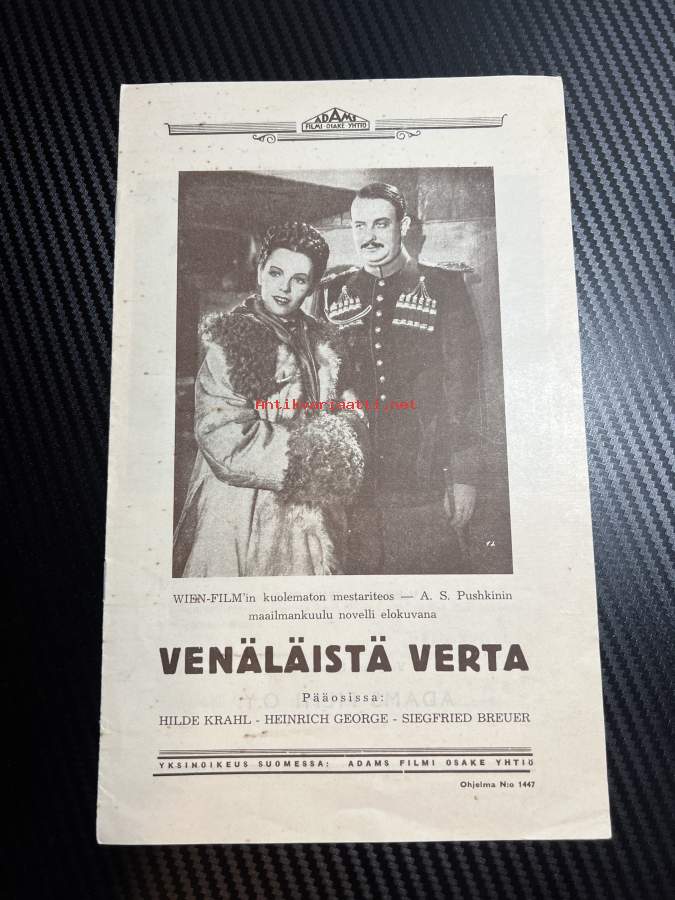 ADAMS
FILMI-OSAKE YHTIÖ
Antikvariaatti.net
WIEN-FILM'in kuolematon mestariteos — A. S. Pushkinin
maailmankuulu novelli elokuvana
VENÄLÄISTÄ VERTA
Pääosissa:
HILDE KRAHL - HEINRICH GEORGE - SIEGFRIED BREUER
YKSINOIKEUS SUOMESSA: ADAMS FILMI OSAKE YHTIÖ
Ohjelma N:o 1447